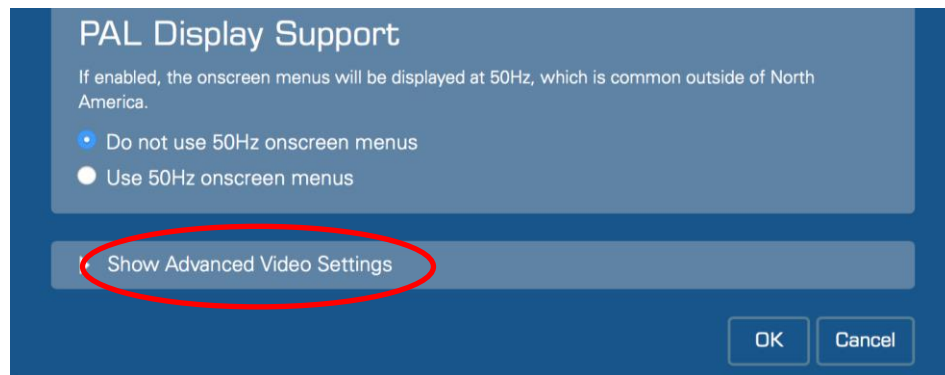 PAL Display Support
If enabled, the onscreen menus will be displayed at 50Hz, which is common outside of North
America.
Do not use 50Hz onscreen menus
Use 50Hz onscreen menus
Show Advanced Video Settings
OK Cancel